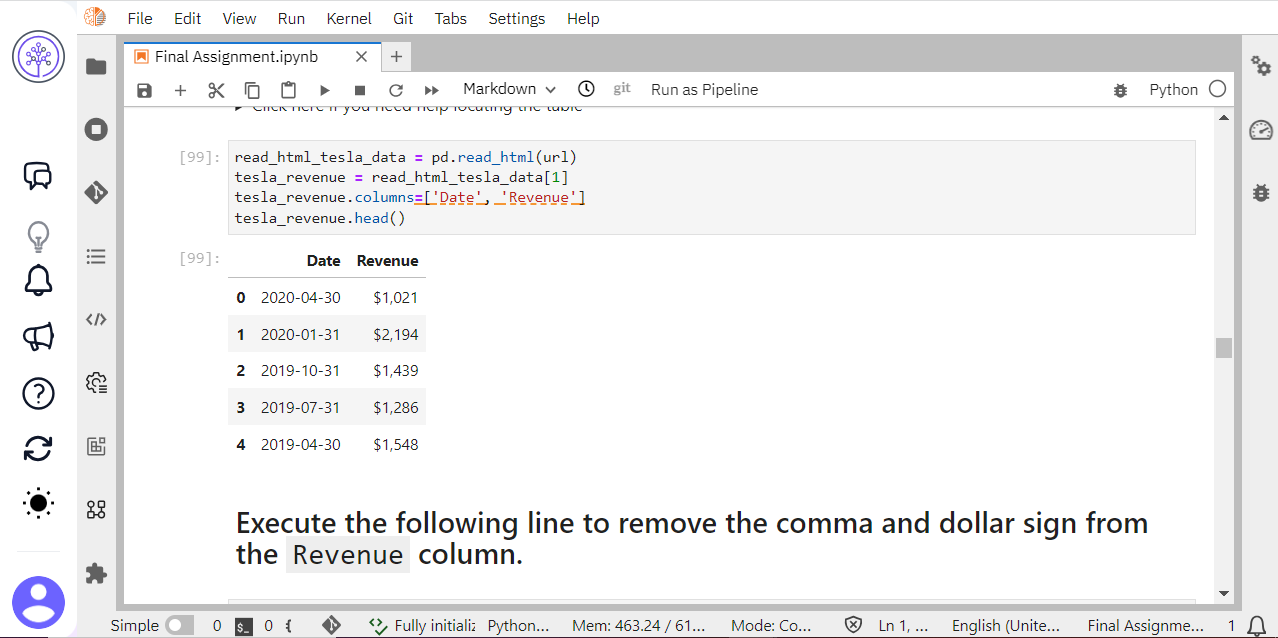 File Edit View Run Kernel Git Tabs Settings Help
Final Assignment.ipynb
Markdown git Run as Pipeline Python
Click here if you need help locating the table
[99]: read_html_tesla_data = pd.read_html(url)
tesla_revenue = read_html_tesla_data[1]
tesla_revenue.columns=['Date', 'Revenue']
tesla_revenue.head()
[99]: Date Revenue
0 2020-04-30 $1,021
1 2020-01-31 $2,194
2 2019-10-31 $1,439
3 2019-07-31 $1,286
4 2019-04-30 $1,548
Execute the following line to remove the comma and dollar sign from
the Revenue column.
Simple 0 $_ 0 Fully initializ Python... Mem: 463.24 / 61... Mode: Co... Ln 1, ... English (Unite... Final Assignme... 1